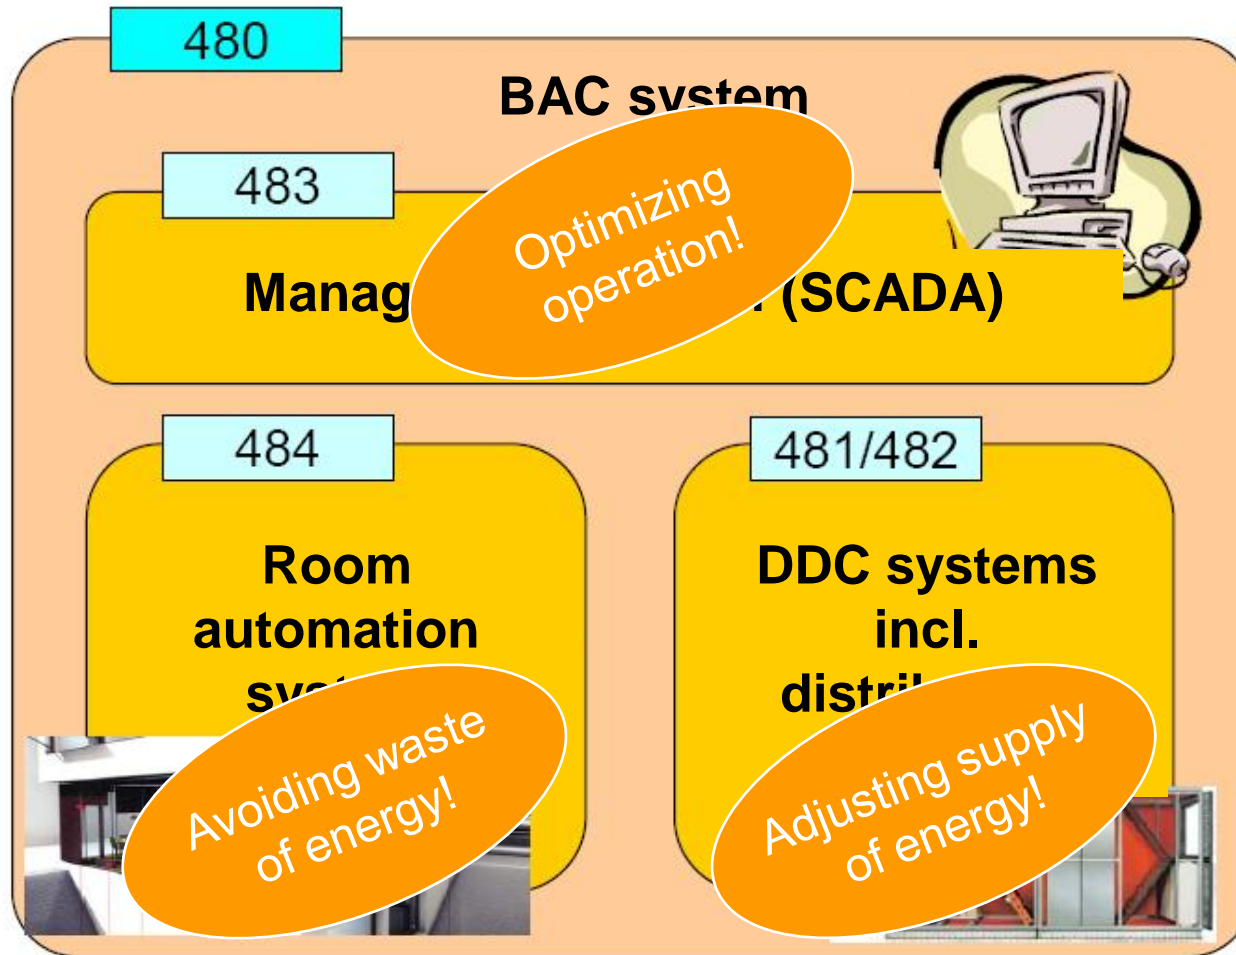 480
BAC system
483
Optimizing
operation!
(SCADA)
484
Room
automation
Avoiding waste
of energy!
481/482
DDC systems
incl.
Adjusting supply
of energy!